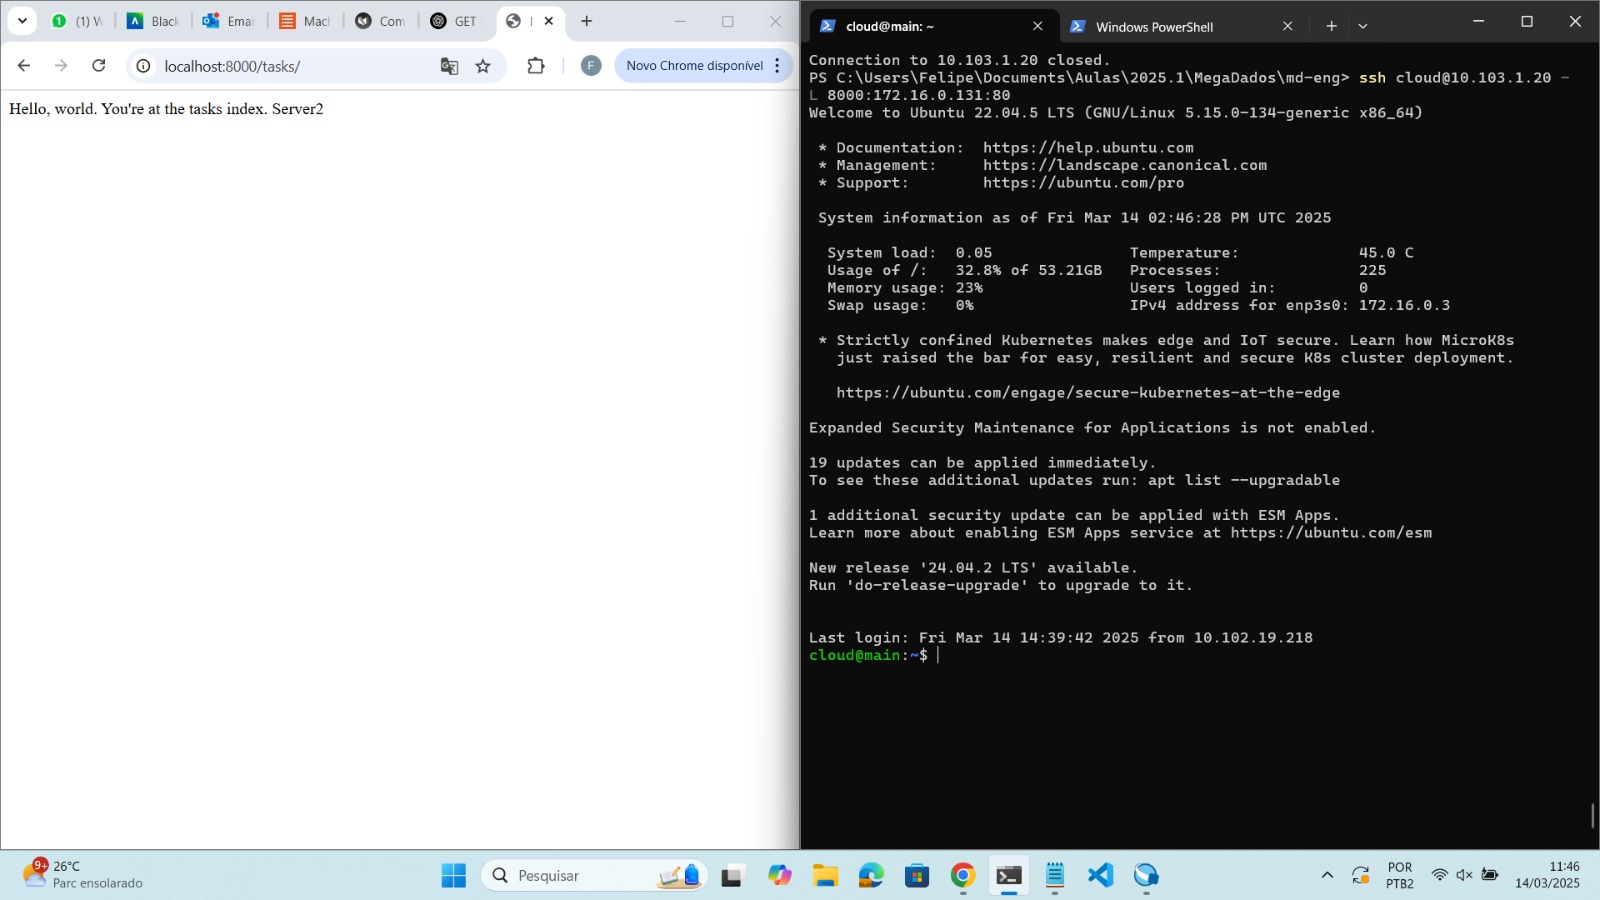 (1) W
Black
Emai
Mach
Com
GET
localhost:8000/tasks/
F
Novo Chrome disponível
Hello, world. You're at the tasks index. Server2
cloud@main: ~
Windows PowerShell
Connection to 10.103.1.20 closed.
PS C:\Users\Felipe\Documents\Aulas\2025.1\MegaDados\md-eng> ssh cloud@10.103.1.20 -
L 8000:172.16.0.131:80
Welcome to Ubuntu 22.04.5 LTS (GNU/Linux 5.15.0-134-generic x86_64)
* Documentation: https://help.ubuntu.com
* Management: https://landscape.canonical.com
* Support: https://ubuntu.com/pro
System information as of Fri Mar 14 02:46:28 PM UTC 2025
System load: 0.05 Temperature: 45.0 C
Usage of /: 32.8% of 53.21GB Processes: 225
Memory usage: 23% Users logged in: 0
Swap usage: 0% IPv4 address for enp3s0: 172.16.0.3
* Strictly confined Kubernetes makes edge and IoT secure. Learn how MicroK8s
just raised the bar for easy, resilient and secure K8s cluster deployment.
https://ubuntu.com/engage/secure-kubernetes-at-the-edge
Expanded Security Maintenance for Applications is not enabled.
19 updates can be applied immediately.
To see these additional updates run: apt list --upgradable
1 additional security update can be applied with ESM Apps.
Learn more about enabling ESM Apps service at https://ubuntu.com/esm
New release '24.04.2 LTS' available.
Run 'do-release-upgrade' to upgrade to it.
Last login: Fri Mar 14 14:39:42 2025 from 10.102.19.218
cloud@main:~$
9+
26°C
Parc ensolarado
Pesquisar
POR
PTB2
11:46
14/03/2025